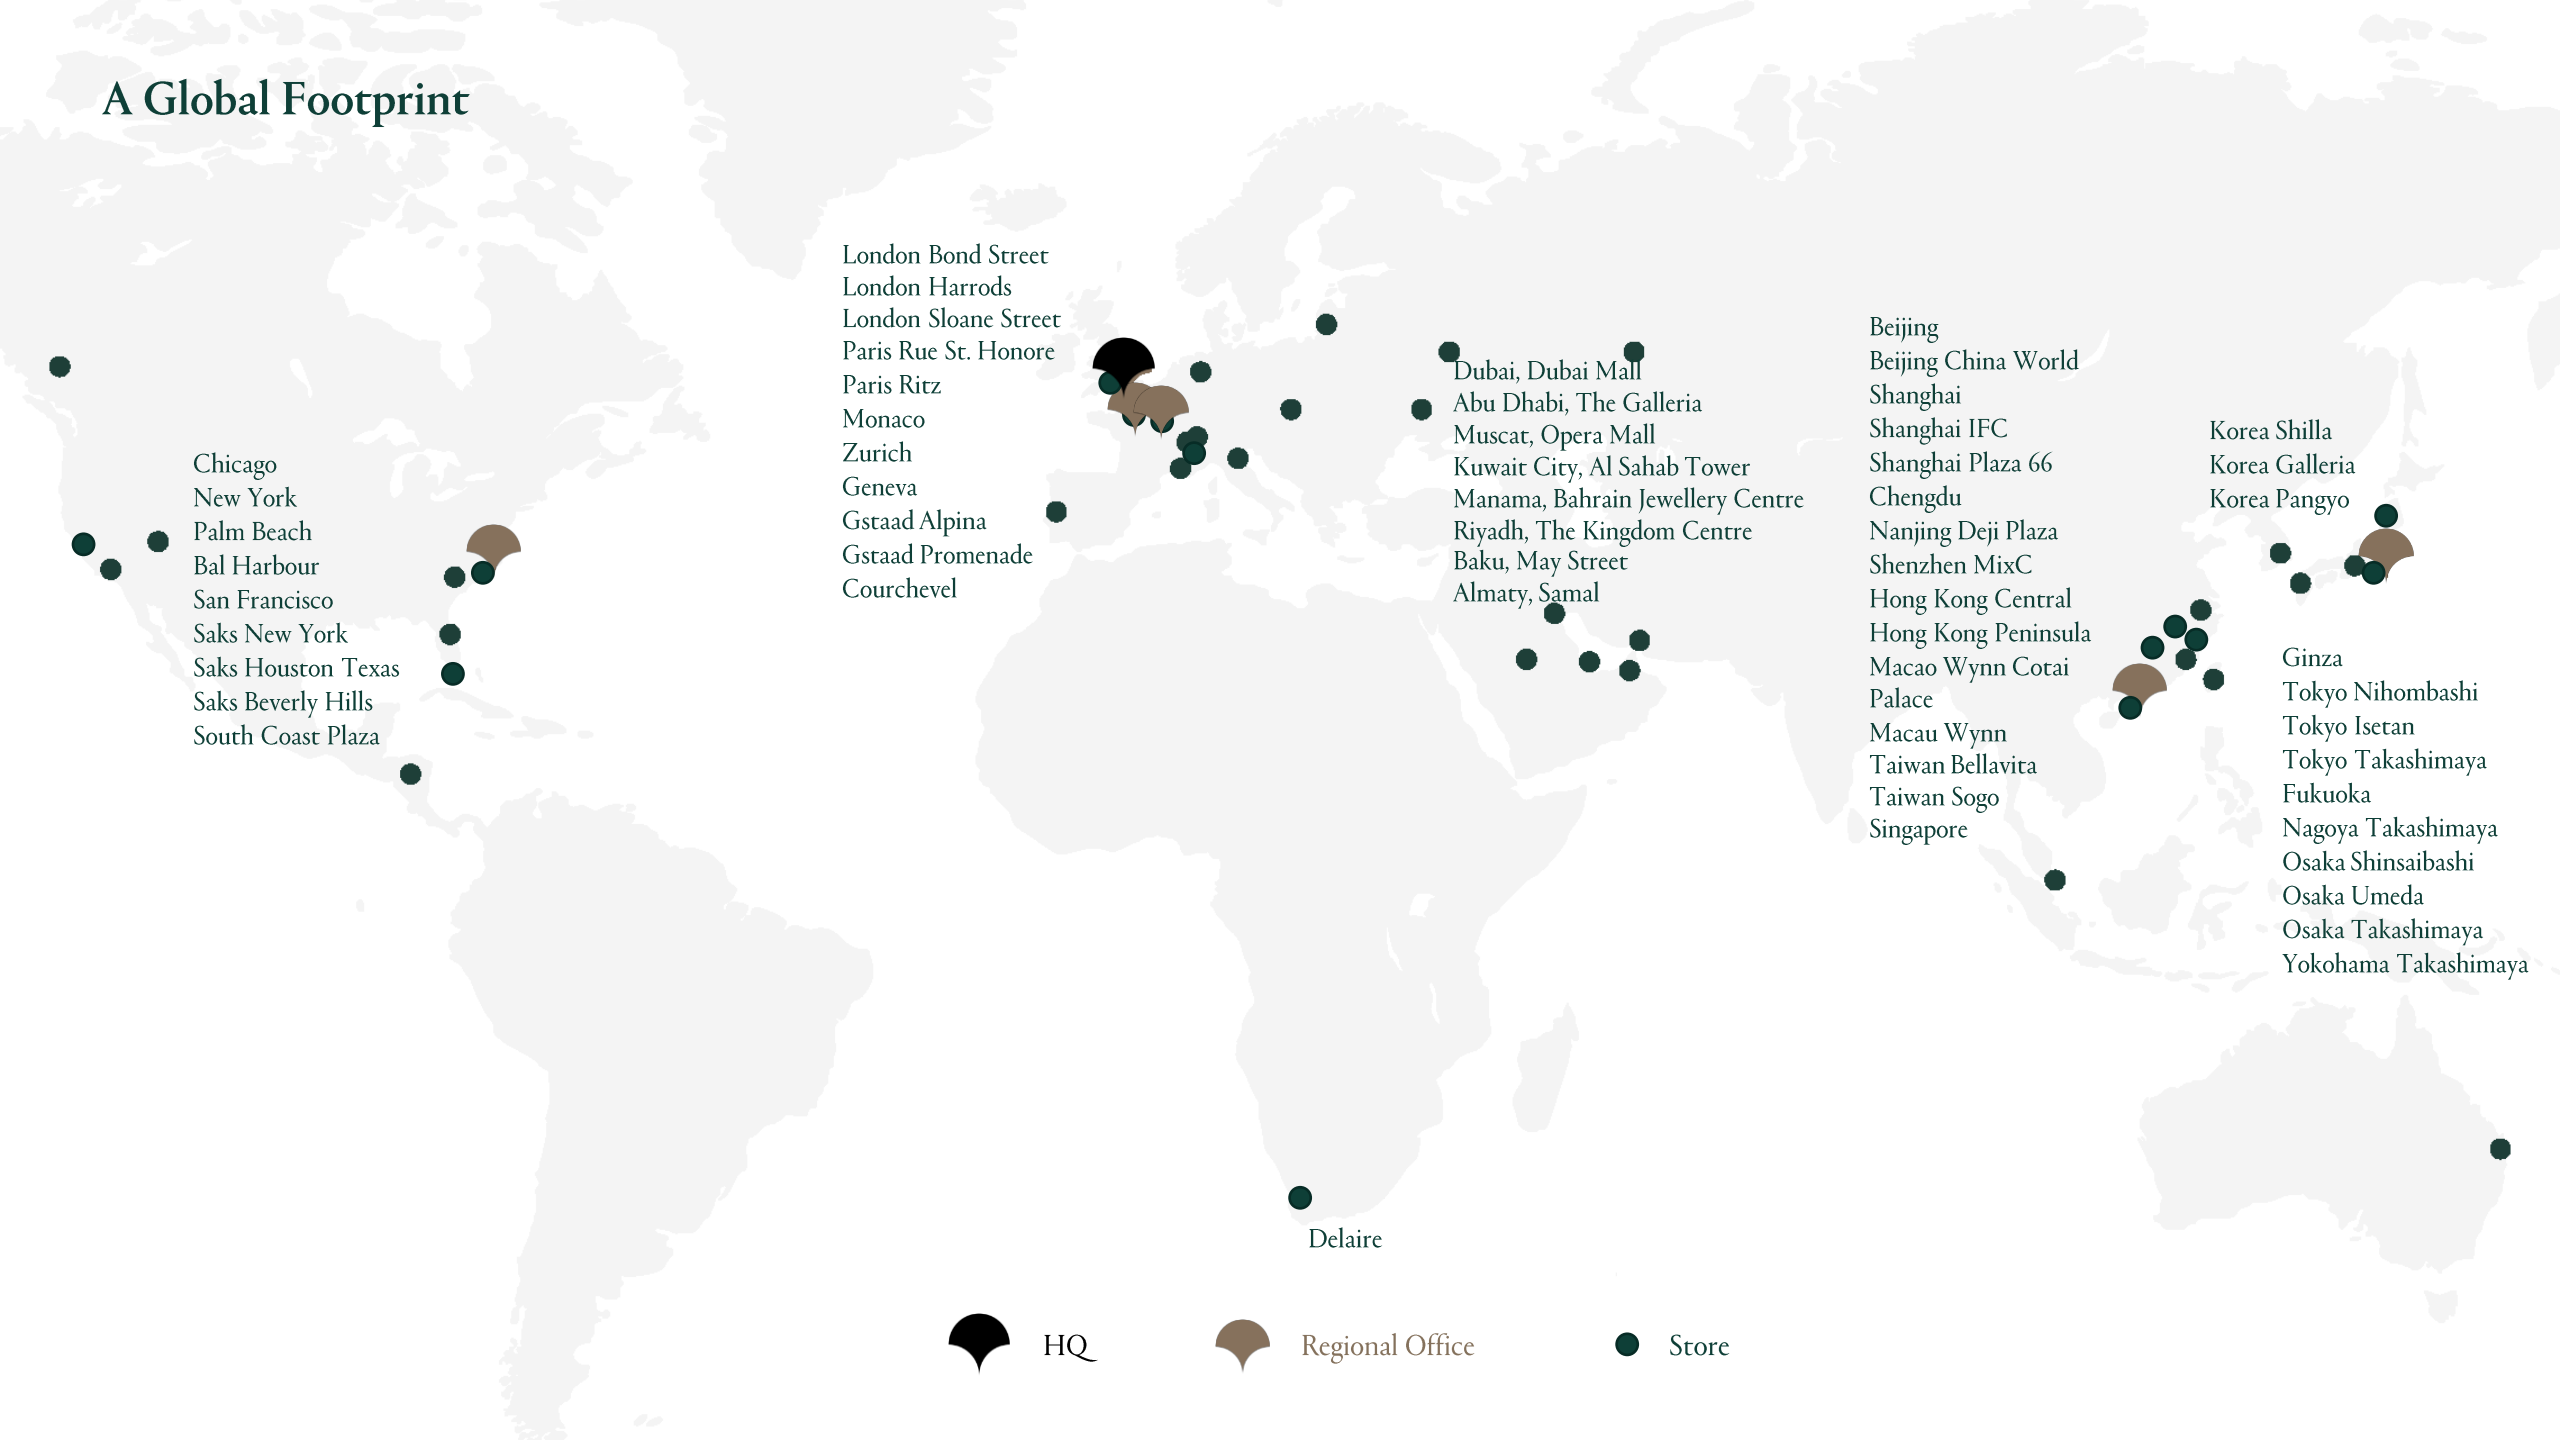 A Global Footprint
Chicago
New York
Palm Beach
Bal Harbour
San Francisco
Saks New York
Saks Houston Texas
Saks Beverly Hills
South Coast Plaza
London Bond Street
London Harrods
London Sloane Street
Paris Rue St. Honore
Paris Ritz
Monaco
Zurich
Geneva
Gstaad Alpina
Gstaad Promenade
Courchevel
Dubai, Dubai Mall
Abu Dhabi, The Galleria
Muscat, Opera Mall
Kuwait City, Al Sahab Tower
Manama, Bahrain Jewellery Centre
Riyadh, The Kingdom Centre
Baku, May Street
Almaty, Samal
Beijing
Beijing China World
Shanghai
Shanghai IFC
Shanghai Plaza 66
Chengdu
Nanjing Deji Plaza
Shenzhen MixC
Hong Kong Central
Hong Kong Peninsula
Macao Wynn Cotai
Palace
Macau Wynn
Taiwan Bellavita
Taiwan Sogo
Singapore
Korea Shilla
Korea Galleria
Korea Pangyo
Ginza
Tokyo Nihombashi
Tokyo Isetan
Tokyo Takashimaya
Fukuoka
Nagoya Takashimaya
Osaka Shinsaibashi
Osaka Umeda
Osaka Takashimaya
Yokohama Takashimaya
Delaire
HQ
Regional Office
Store